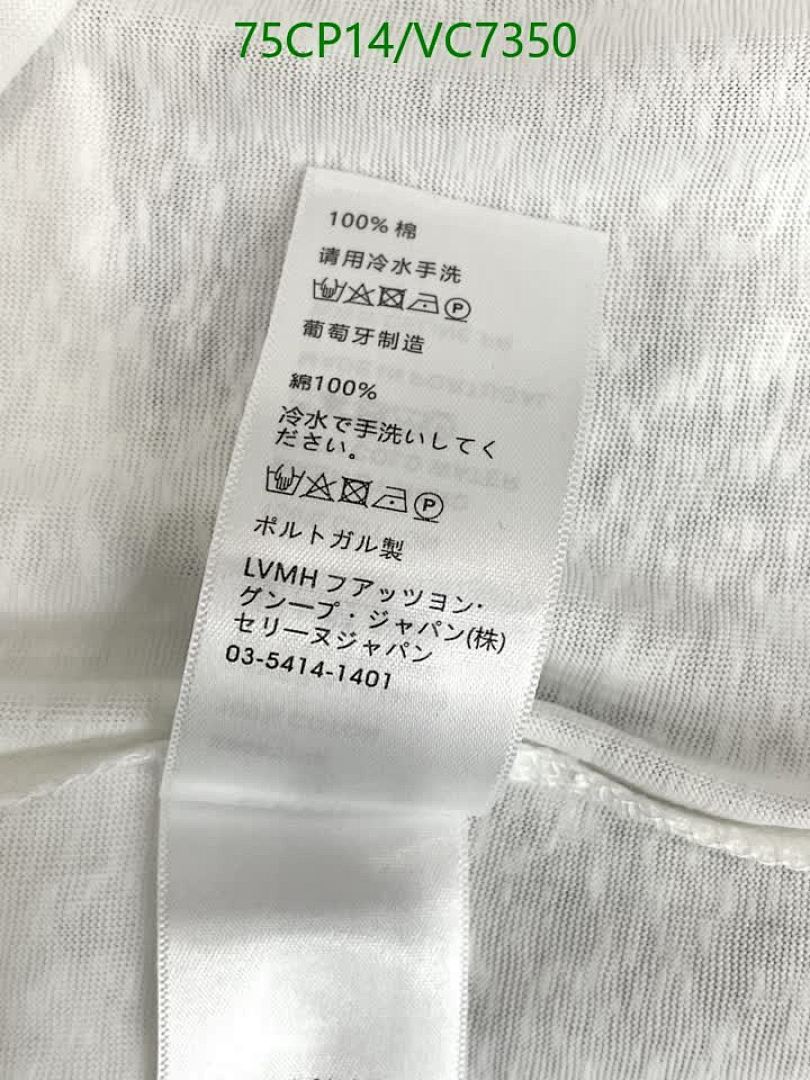 75CP14/VC7350
100% 棉
请用冷水手洗
P
葡萄牙制造
綿100%
冷水で手洗いしてく
ださい。
P
ポルトガル製
LVMH フアッツヨン·
グンープ・ジャパン(株)
セリーヌジャパン
03-5414-1401